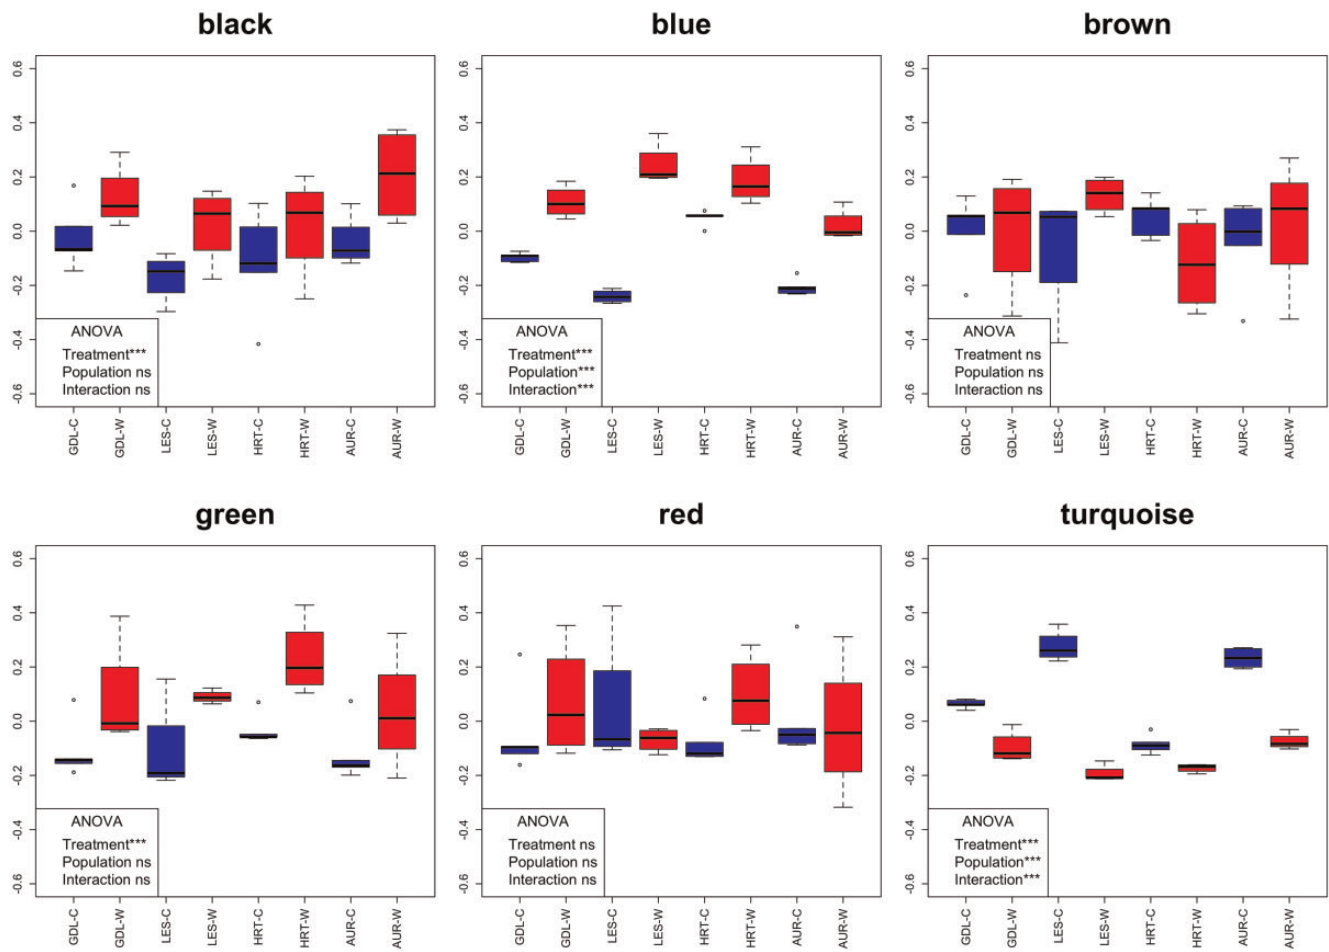 black
0.6
0.4
0.2
0.0
-0.2
-0.4
-0.6
ANOVA
Treatment***
Population ns
Interaction ns
GDL-C
GDL-W
LES-C
LES-W
HRT-C
HRT-W
AUR-C
AUR-W
blue
0.6
0.4
0.2
0.0
-0.2
-0.4
-0.6
ANOVA
Treatment***
Population***
Interaction***
GDL-C
GDL-W
LES-C
LES-W
HRT-C
HRT-W
AUR-C
AUR-W
brown
0.6
0.4
0.2
0.0
-0.2
-0.4
-0.6
ANOVA
Treatment ns
Population ns
Interaction ns
GDL-C
GDL-W
LES-C
LES-W
HRT-C
HRT-W
AUR-C
AUR-W
green
0.6
0.4
0.2
0.0
-0.2
-0.4
-0.6
ANOVA
Treatment***
Population ns
Interaction ns
GDL-C
GDL-W
LES-C
LES-W
HRT-C
HRT-W
AUR-C
AUR-W
red
0.6
0.4
0.2
0.0
-0.2
-0.4
-0.6
ANOVA
Treatment ns
Population ns
Interaction ns
GDL-C
GDL-W
LES-C
LES-W
HRT-C
HRT-W
AUR-C
AUR-W
turquoise
0.6
0.4
0.2
0.0
-0.2
-0.4
-0.6
ANOVA
Treatment***
Population***
Interaction***
GDL-C
GDL-W
LES-C
LES-W
HRT-C
HRT-W
AUR-C
AUR-W